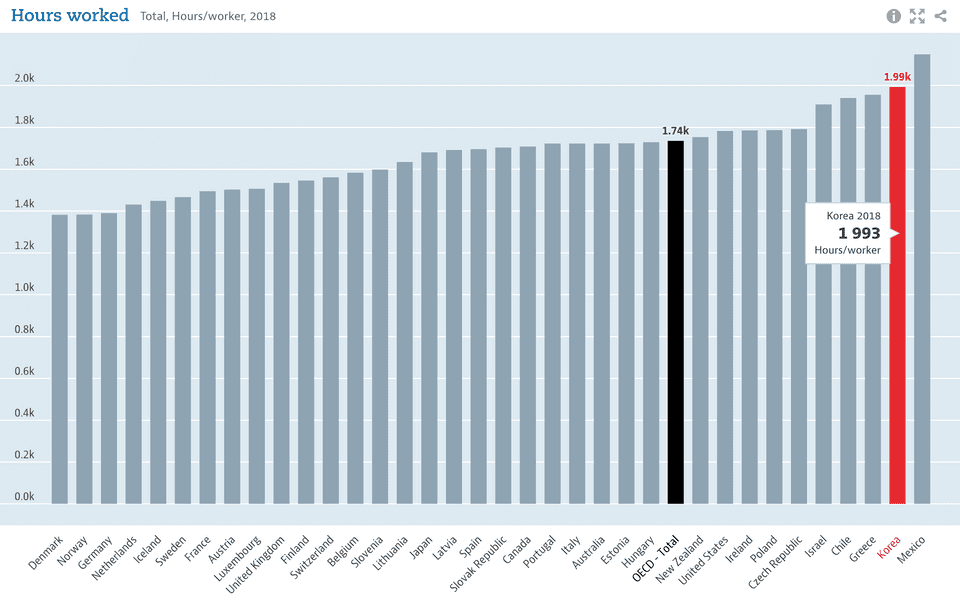 Hours worked Total, Hours/worker, 2018
2.0k
1.8k
1.6k
1.4k
1.2k
1.0k
0.8k
0.6k
0.4k
0.2k
0.0k
1.74k
1.99k
Korea 2018
1 993
Hours/worker
Denmark
Norway
Germany
Netherlands
Iceland
Sweden
France
Austria
Luxembourg
United Kingdom
Finland
Switzerland
Belgium
Slovenia
Lithuania
Japan
Latvia
Spain
Slovak Republic
Canada
Portugal
Italy
Australia
Estonia
Hungary
OECD - Total
New Zealand
United States
Ireland
Poland
Czech Republic
Israel
Chile
Greece
Korea
Mexico